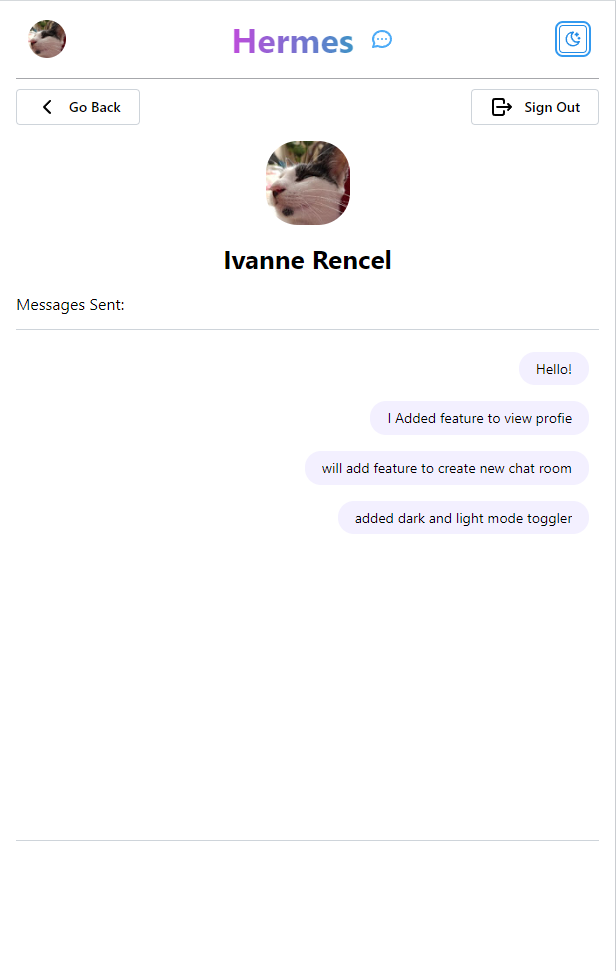 Hermes
Go Back
Sign Out
Ivanne Rencel
Messages Sent:
Hello!
I Added feature to view profie
will add feature to create new chat room
added dark and light mode toggler